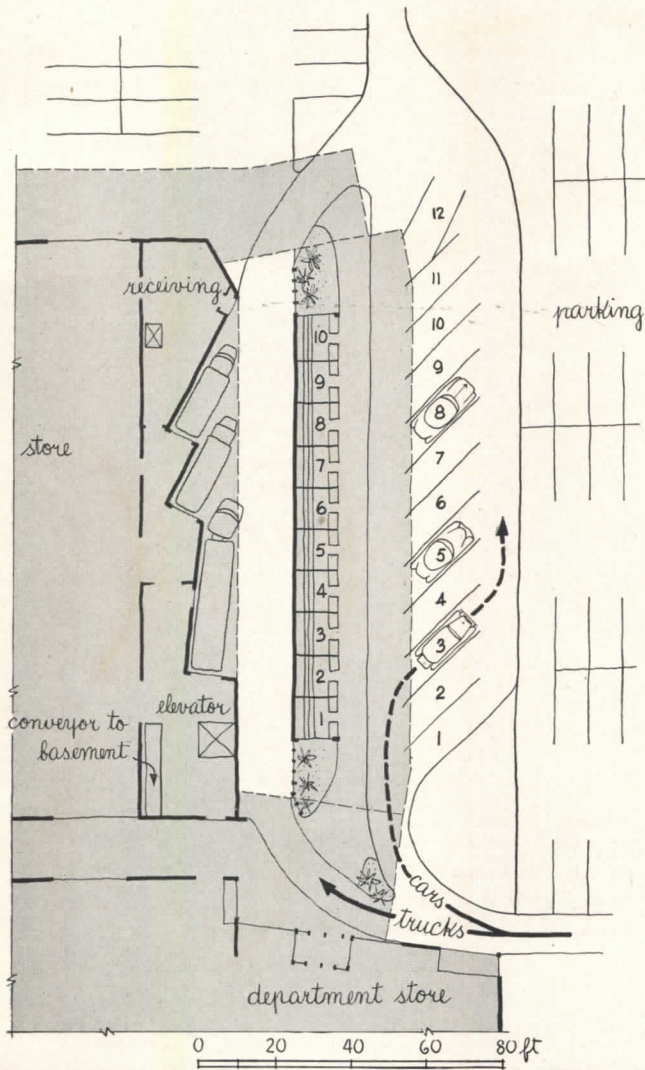 12
11
10
9
8
7
6
5
4
3
2
1
parking
receiving
10
9
8
7
6
5
4
3
2
1
store
elevator
conveyor to
basement
cars
trucks
department store
0 20 40 60 80 ft